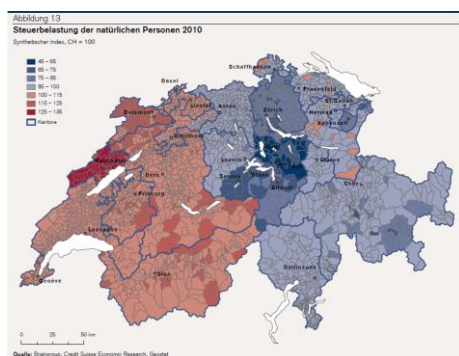 Abbildung 13
Steuerbelastung der natürlichen Personen 2010
Synthetischer Index, CH = 100
45 – 65
65 – 75
75 – 85
85 – 100
100 – 115
115 – 125
125 – 135
Kantone
Schaffhausen
Basel
Frauenfeld
Liestal
Delémont
Aarau
Zürich
St.Gallen
Herisau
Appenzell
Solothurn
Neuchâtel
Luzern
Glarus
Bern
Sarnen
Stans
Altdorf
Chur
Fribourg
Lausanne
Sion
Bellinzona
Genève
0 25 50 km
Quelle: Braingroup, Credit Suisse Economic Research, Geostat